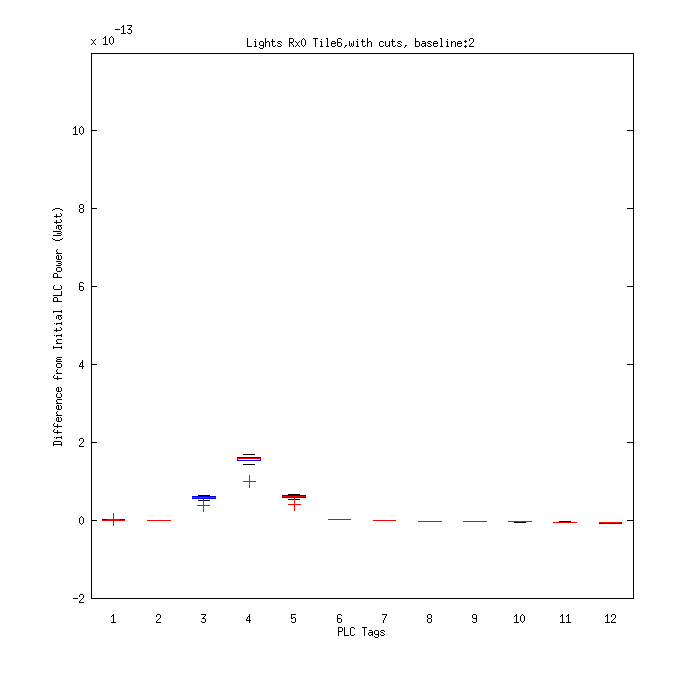 x 10-13
Lights Rx0 Tile6,with cuts, baseline:2
10
8
6
4
2
0
-2
Difference from Initial PLC Power (Watt)
1 2 3 4 5 6 7 8 9 10 11 12
PLC Tags